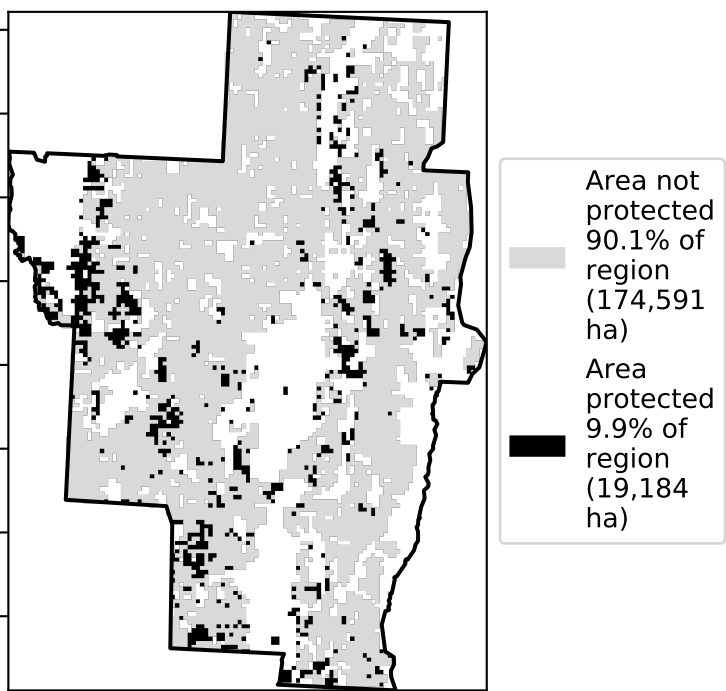 Area not
protected
90.1% of
region
(174,591
ha)
Area
protected
9.9% of
region
(19,184
ha)